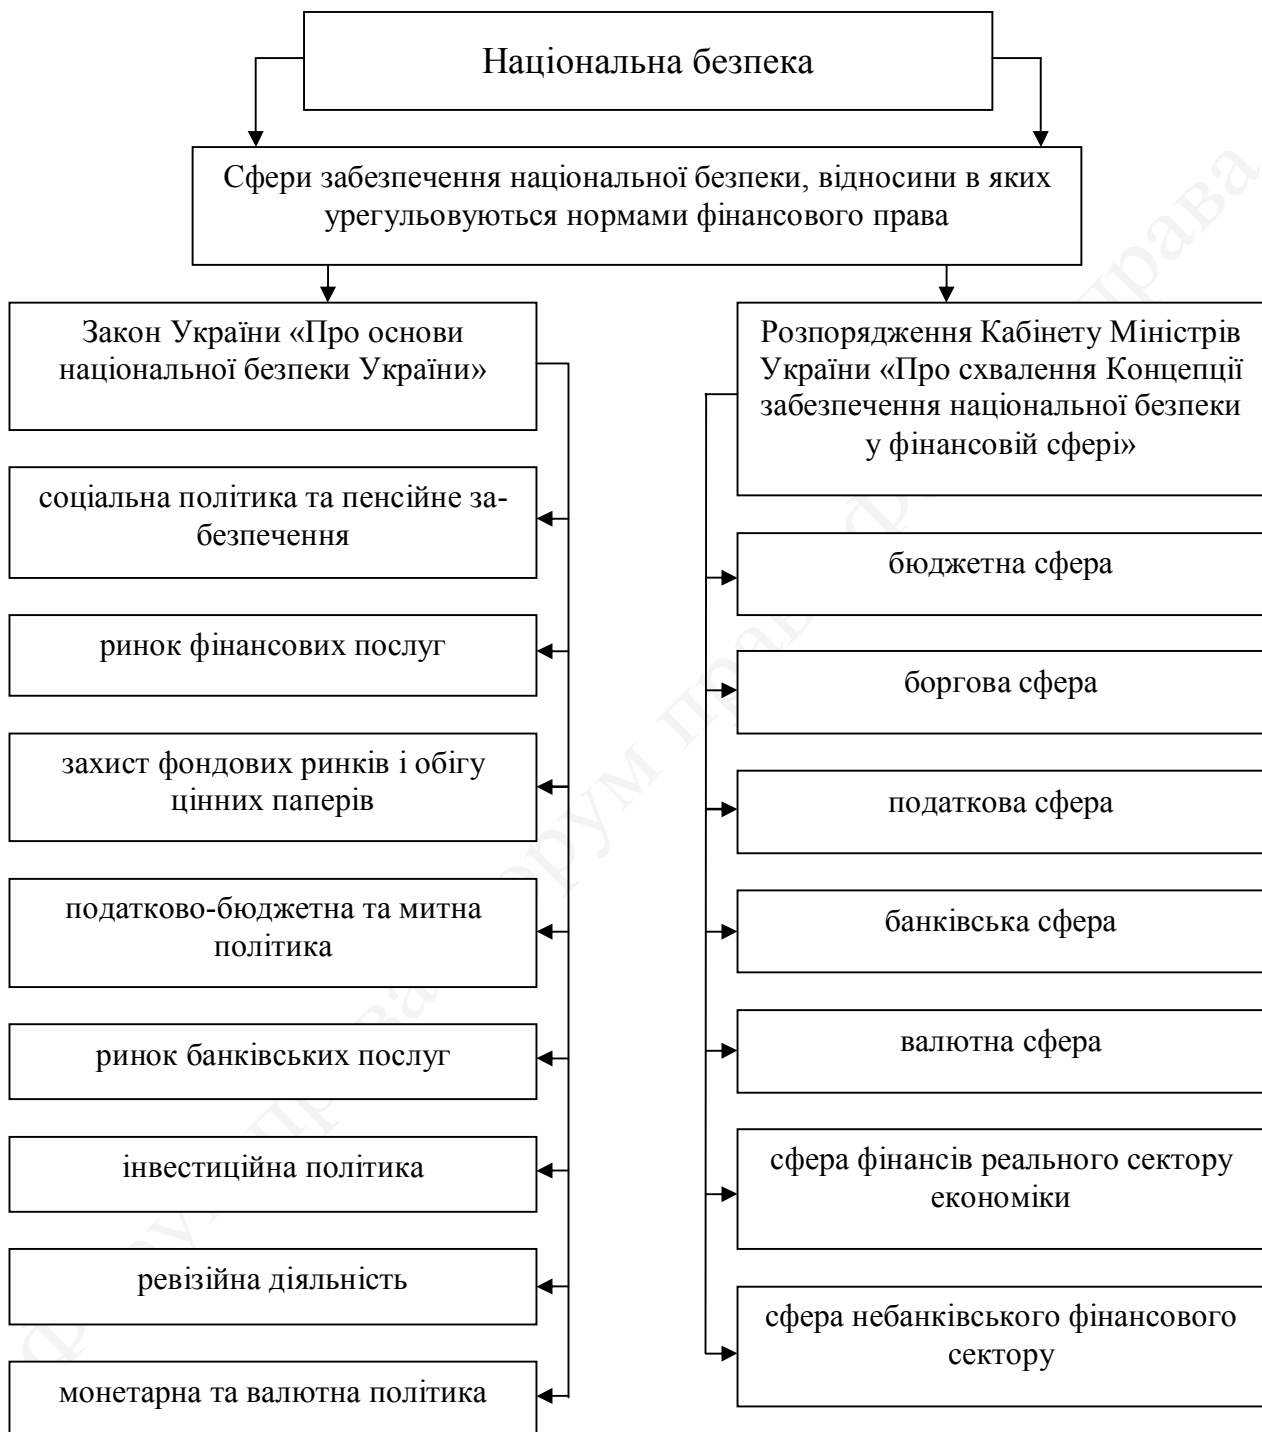 Національна безпека
Сфери забезпечення національної безпеки, відносини в яких
урегульовуються нормами фінансового права
Закон України «Про основи
національної безпеки України»
соціальна політика та пенсійне за-
безпечення
ринок фінансових послуг
захист фондових ринків і обігу
цінних паперів
податково-бюджетна та митна
політика
ринок банківських послуг
інвестиційна політика
ревізійна діяльність
монетарна та валютна політика
Розпорядження Кабінету Міністрів
України «Про схвалення Концепції
забезпечення національної безпеки
у фінансовій сфері»
бюджетна сфера
боргова сфера
податкова сфера
банківська сфера
валютна сфера
сфера фінансів реального сектору
економіки
сфера небанківського фінансового
сектору